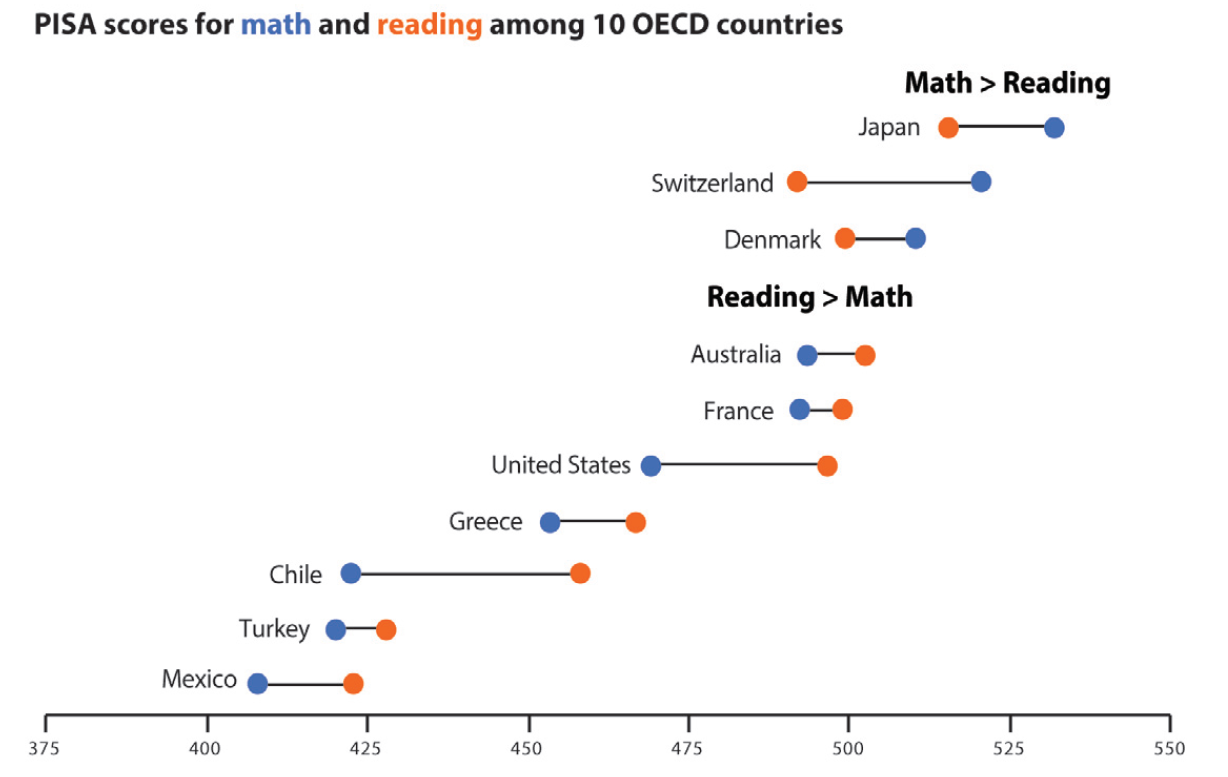 PISA scores for math and reading among 10 OECD countries
Math > Reading
Japan
Switzerland
Denmark
Reading > Math
Australia
France
United States
Greece
Chile
Turkey
Mexico
375 400 425 450 475 500 525 550